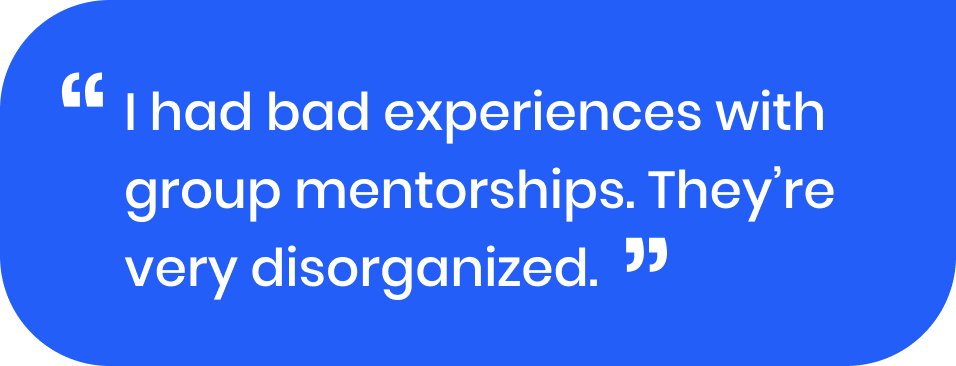 “ I had bad experiences with
group mentorships. They’re
very disorganized. ”